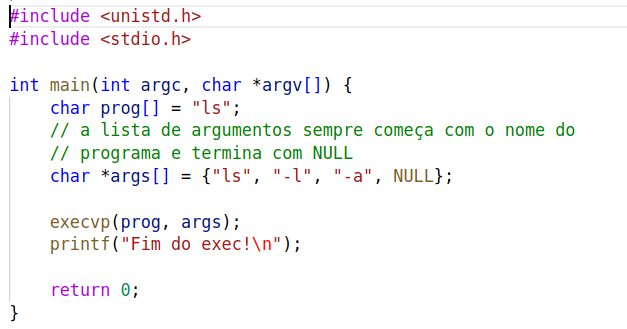 #include <unistd.h>
#include <stdio.h>
int main(int argc, char *argv[]) {
char prog[] = "ls";
// a lista de argumentos sempre começa com o nome do
// programa e termina com NULL
char *args[] = {"ls", "-l", "-a", NULL};
execvp(prog, args);
printf("Fim do exec!\n");
return 0;
}